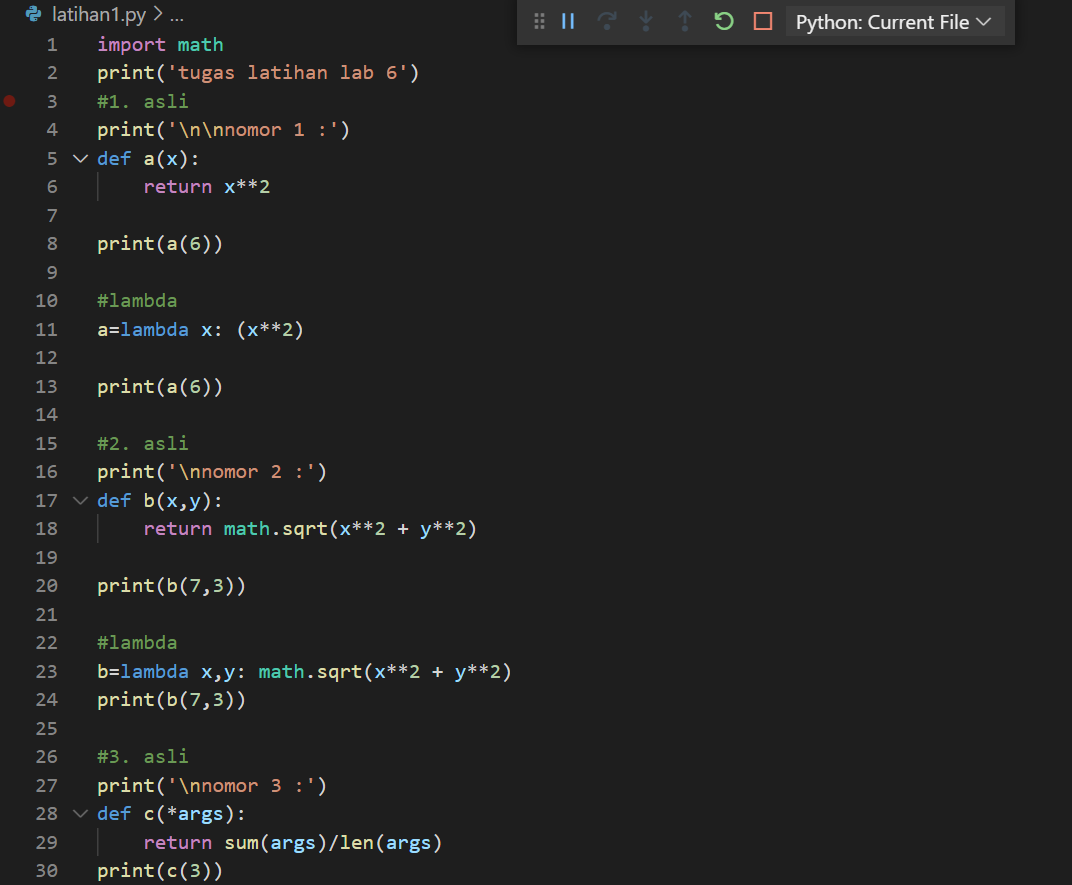 latihan1.py > ...
Python: Current File
1 import math
2 print('tugas latihan lab 6')
3 #1. asli
4 print('\n\nnomor 1 :')
5 def a(x):
6     return x**2
7
8 print(a(6))
9
10 #lambda
11 a=lambda x: (x**2)
12
13 print(a(6))
14
15 #2. asli
16 print('\nnomor 2 :')
17 def b(x,y):
18     return math.sqrt(x**2 + y**2)
19
20 print(b(7,3))
21
22 #lambda
23 b=lambda x,y: math.sqrt(x**2 + y**2)
24 print(b(7,3))
25
26 #3. asli
27 print('\nnomor 3 :')
28 def c(*args):
29     return sum(args)/len(args)
30 print(c(3))